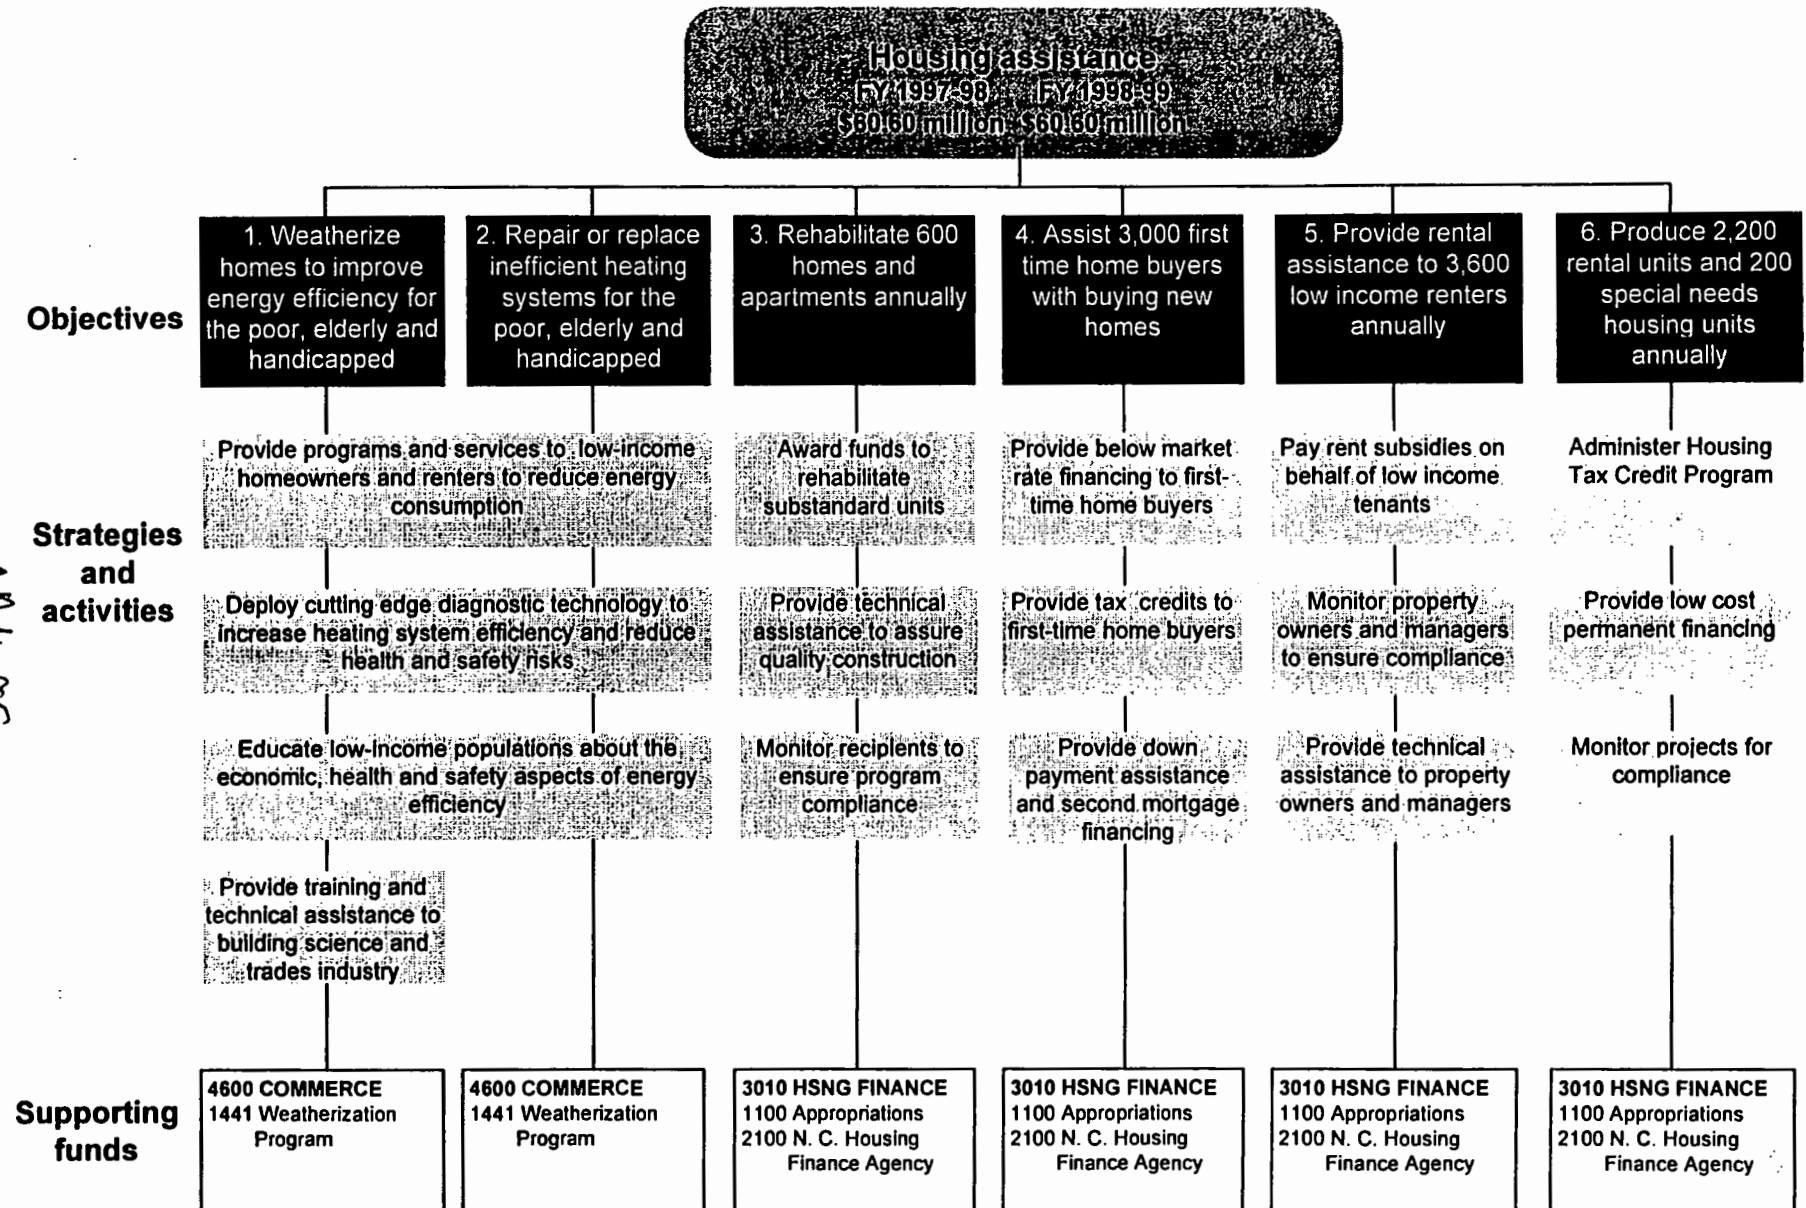 Housing assistance
FY 1997-98 FY 1998-99
$60.60 million $60.60 million
Objectives
1. Weatherize
homes to improve
energy efficiency for
the poor, elderly and
handicapped
2. Repair or replace
inefficient heating
systems for the
poor, elderly and
handicapped
3. Rehabilitate 600
homes and
apartments annually
4. Assist 3,000 first
time home buyers
with buying new
homes
5. Provide rental
assistance to 3,600
low income renters
annually
6. Produce 2,200
rental units and 200
special needs
housing units
annually
Strategies
and
activities
Provide programs and services to low-income
homeowners and renters to reduce energy
consumption
Award funds to
rehabilitate
substandard units
Provide below market
rate financing to first-
time home buyers
Pay rent subsidies on
behalf of low income
tenants
Administer Housing
Tax Credit Program
Deploy cutting edge diagnostic technology to
increase heating system efficiency and reduce
health and safety risks
Provide technical
assistance to assure
quality construction
Provide tax credits to
first-time home buyers
Monitor property
owners and managers
to ensure compliance
Provide low cost
permanent financing
Educate low-income populations about the
economic, health and safety aspects of energy
efficiency
Monitor recipients to
ensure program
compliance
Provide down
payment assistance
and second mortgage
financing
Provide technical
assistance to property
owners and managers
Monitor projects for
compliance
Provide training and
technical assistance to
building science and
trades industry
Supporting
funds
4600 COMMERCE
1441 Weatherization
Program
4600 COMMERCE
1441 Weatherization
Program
3010 HSNG FINANCE
1100 Appropriations
2100 N. C. Housing
Finance Agency
3010 HSNG FINANCE
1100 Appropriations
2100 N. C. Housing
Finance Agency
3010 HSNG FINANCE
1100 Appropriations
2100 N. C. Housing
Finance Agency
3010 HSNG FINANCE
1100 Appropriations
2100 N. C. Housing
Finance Agency